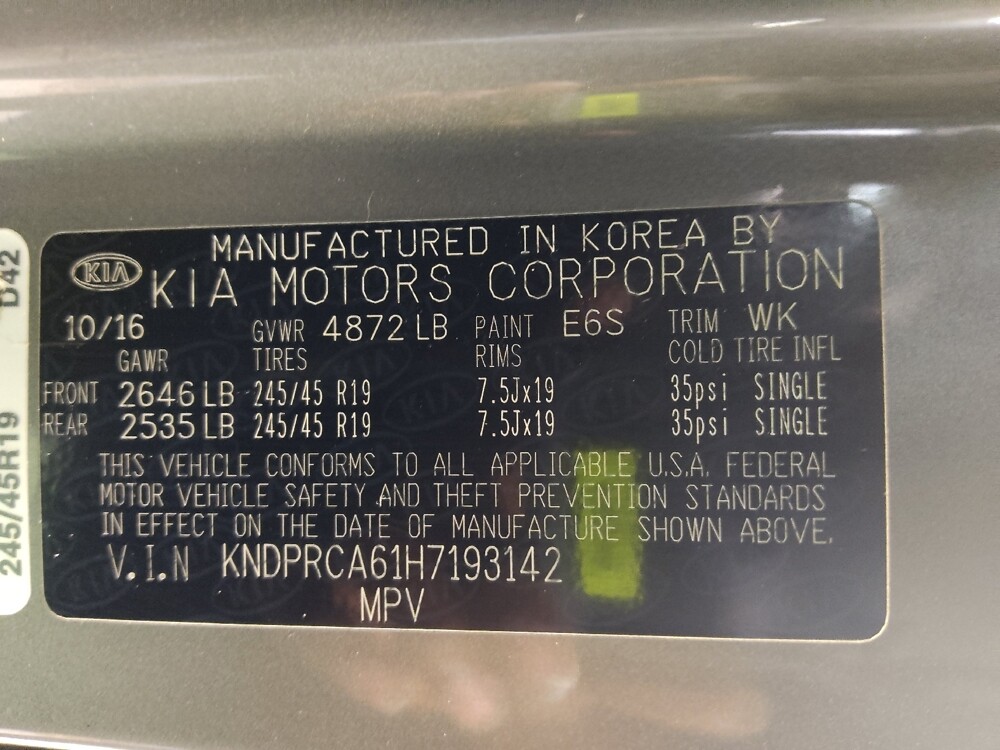 MANUFACTURED IN KOREA BY
KIA KIA MOTORS CORPORATION
10/16 GVWR 4872 LB PAINT E6S TRIM WK
GAWR TIRES RIMS COLD TIRE INFL
FRONT 2646 LB 245/45 R19 7.5Jx19 35psi SINGLE
REAR 2535 LB 245/45 R19 7.5Jx19 35psi SINGLE
THIS VEHICLE CONFORMS TO ALL APPLICABLE U.S.A. FEDERAL
MOTOR VEHICLE SAFETY AND THEFT PREVENTION STANDARDS
IN EFFECT ON THE DATE OF MANUFACTURE SHOWN ABOVE.
V.I.N KNDPRCA61H7193142
MPV
245/45R19 D42